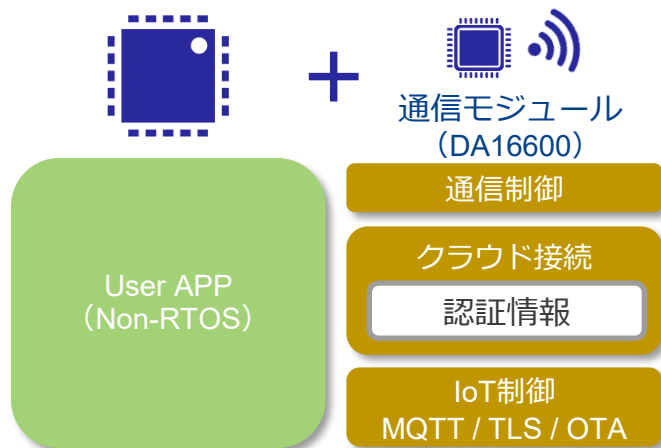 通信モジュール
（DA16600）
通信制御
クラウド接続
認証情報
User APP
（Non-RTOS）
IoT制御
MQTT / TLS / OTA